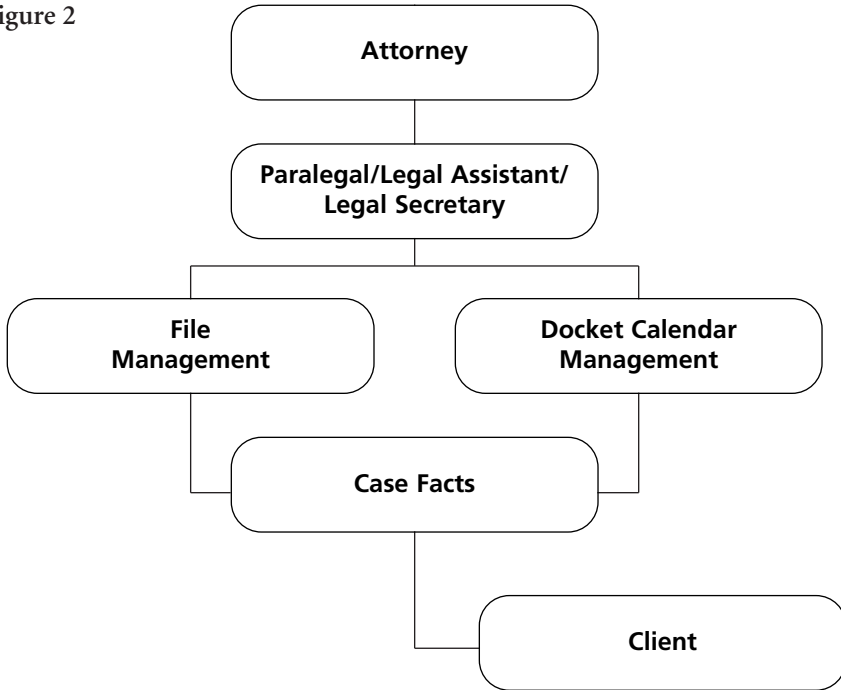 igure 2
Attorney
Paralegal/Legal Assistant/
Legal Secretary
File
Management
Docket Calendar
Management
Case Facts
Client